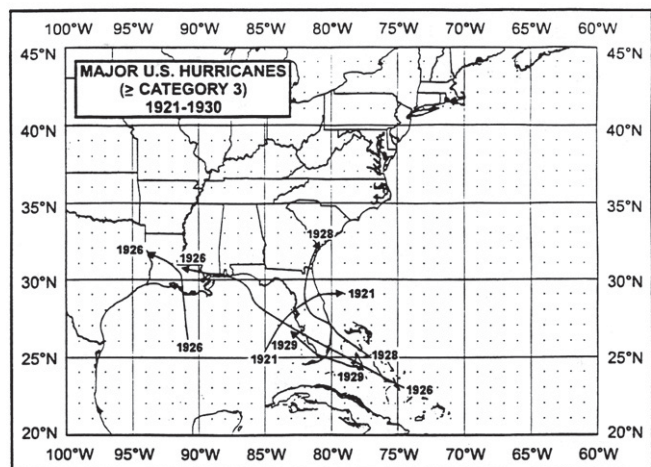 MAJOR U.S. HURRICANES
(≥ CATEGORY 3)
1921-1930
45°N 45°N
40°N 40°N
35°N 35°N
1928
1926
1926
30°N 30°N
1921
1926
1929
1921
1928
25°N 25°N
1929
1926
20°N 20°N
100°W 95°W 90°W 85°W 80°W 75°W 70°W 65°W 60°W
100°W 95°W 90°W 85°W 80°W 75°W 70°W 65°W 60°W